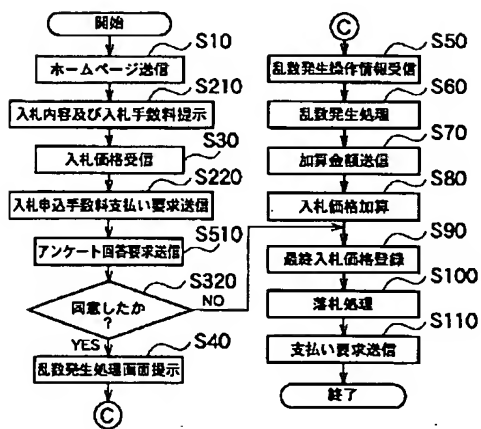 開始
S10
ホームページ送信
S210
入札内容及び入札手数料提示
S30
入札価格受信
S220
入札申込手数料支払い要求送信
S510
アンケート回答要求送信
S320
同意したか
?
NO
YES
S40
乱数発生処理画面提示
C
C
S50
乱数発生操作情報受信
S60
乱数発生処理
S70
加算金額送信
S80
入札価格加算
S90
最終入札価格登録
S100
落札処理
S110
支払い要求送信
終了